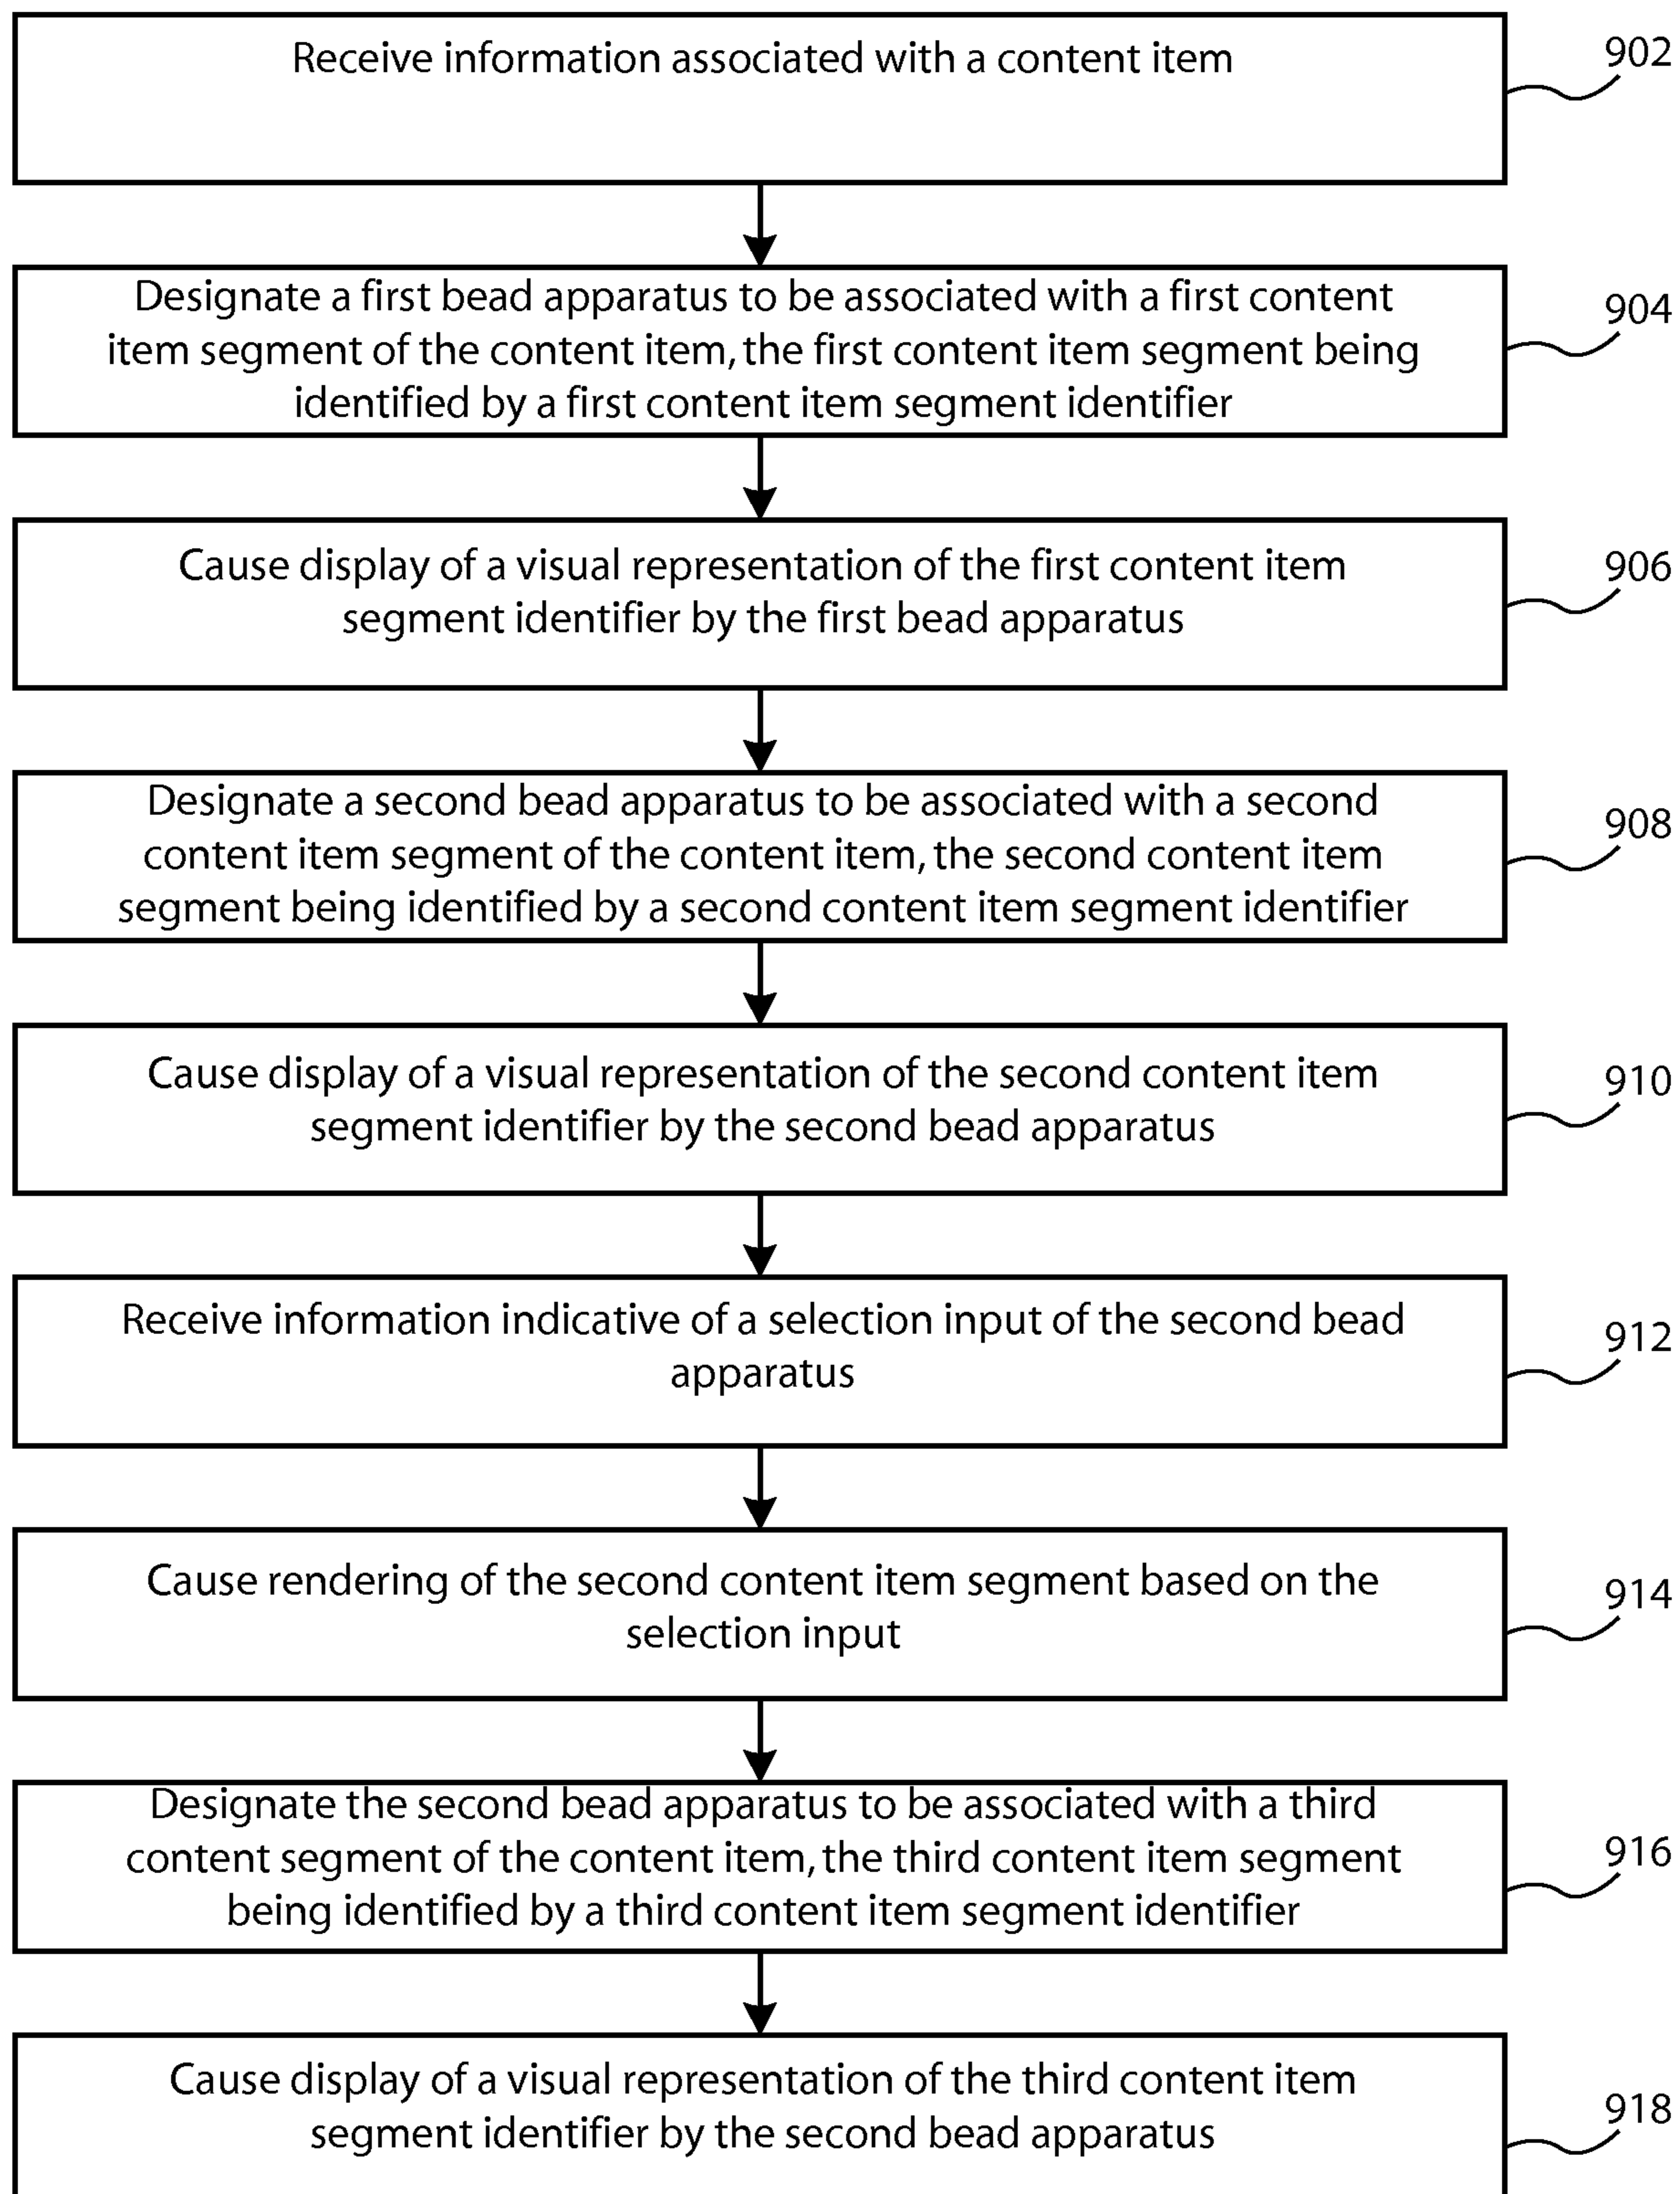 Receive information associated with a content item
902
Designate a first bead apparatus to be associated with a first content
item segment of the content item, the first content item segment being
identified by a first content item segment identifier
904
Cause display of a visual representation of the first content item
segment identifier by the first bead apparatus
906
Designate a second bead apparatus to be associated with a second
content item segment of the content item, the second content item
segment being identified by a second content item segment identifier
908
Cause display of a visual representation of the second content item
segment identifier by the second bead apparatus
910
Receive information indicative of a selection input of the second bead
apparatus
912
Cause rendering of the second content item segment based on the
selection input
914
Designate the second bead apparatus to be associated with a third
content segment of the content item, the third content item segment
being identified by a third content item segment identifier
916
Cause display of a visual representation of the third content item
segment identifier by the second bead apparatus
918